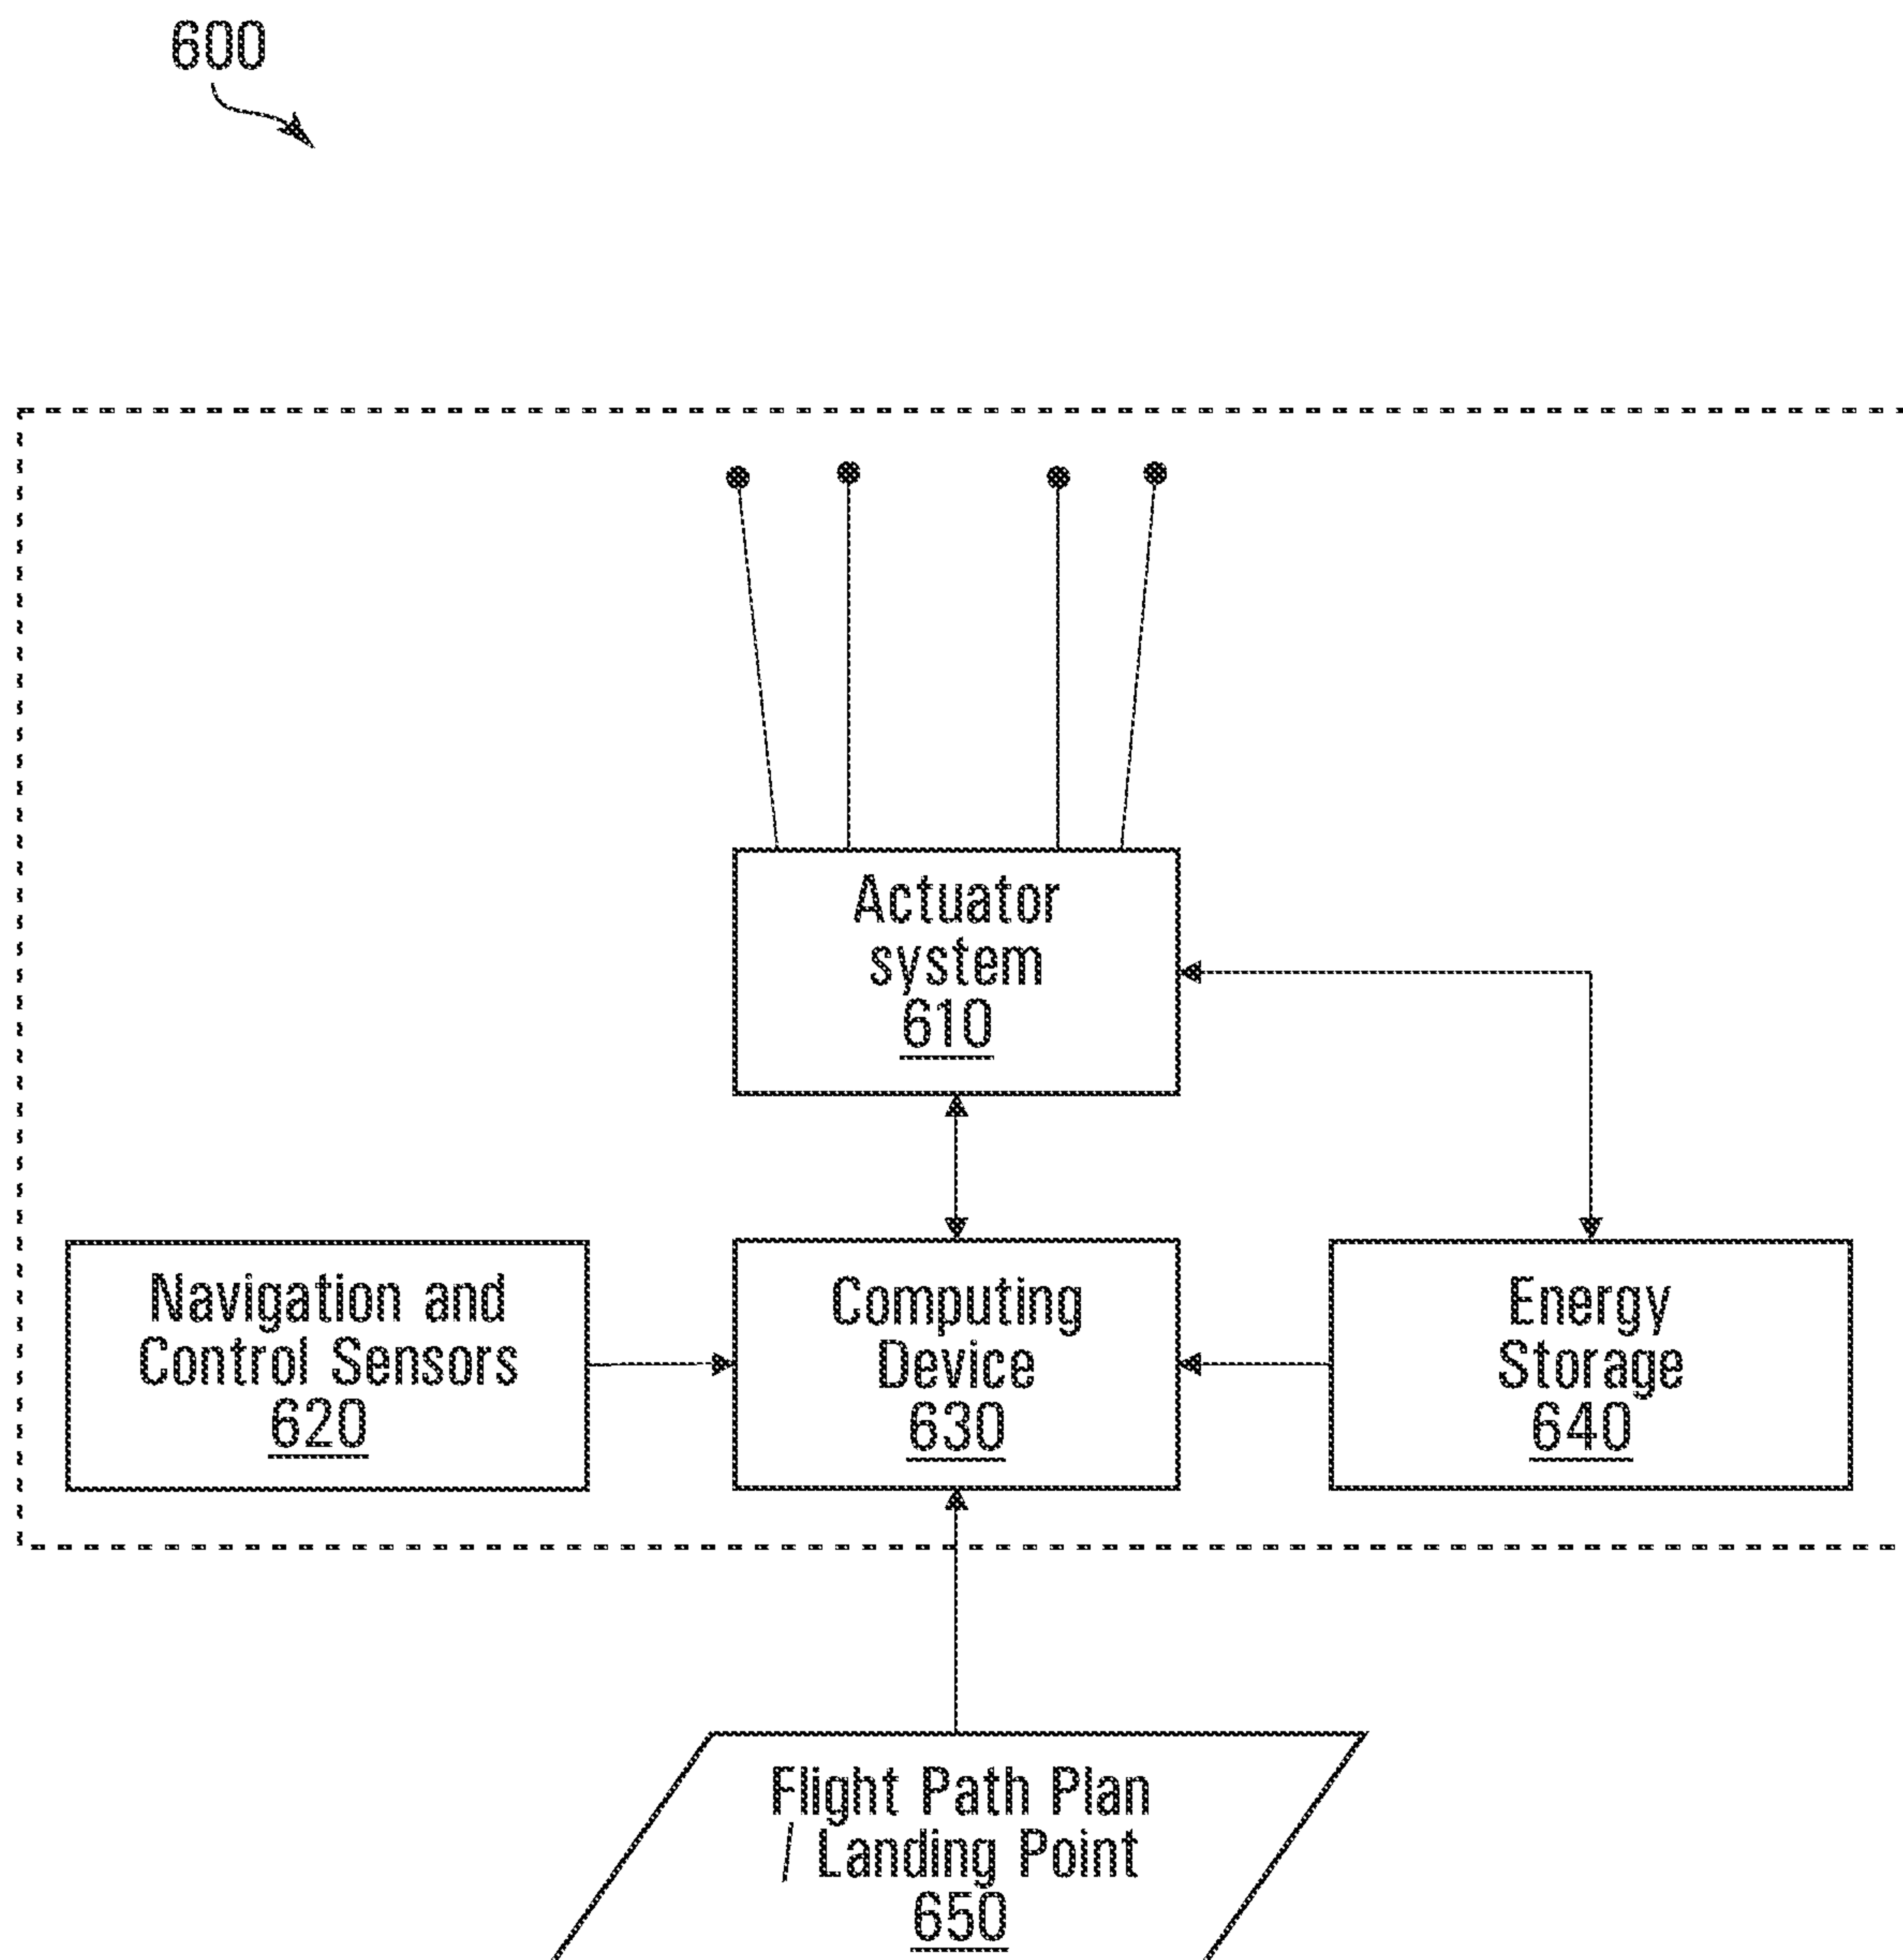 600
Actuator
system
610
Navigation and
Control Sensors
620
Computing
Device
630
Energy
Storage
640
Flight Path Plan
/ Landing Point
650